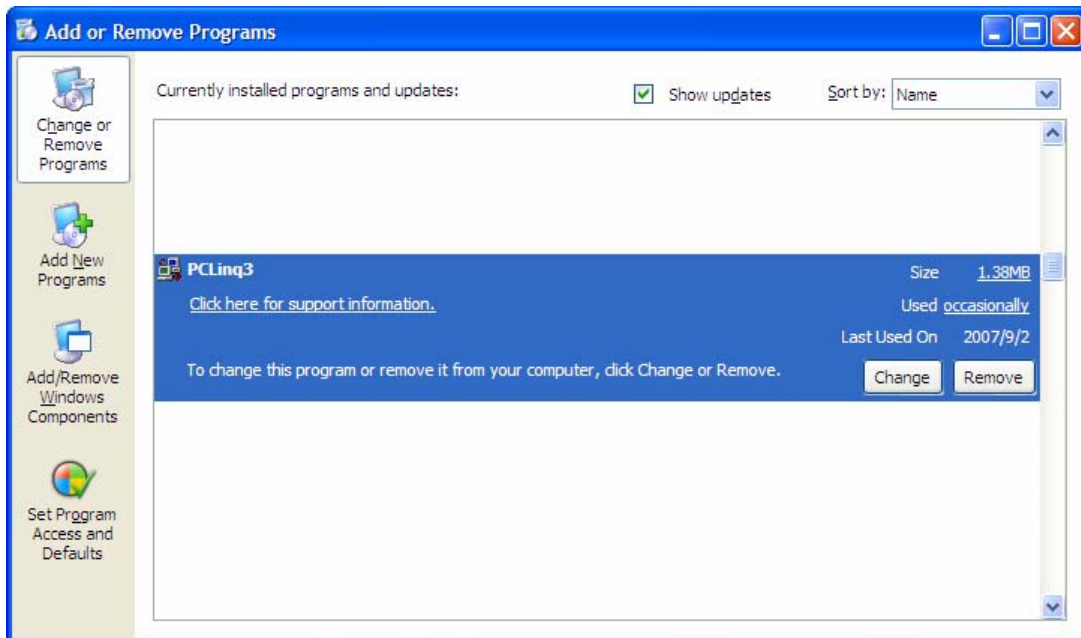 Add or Remove Programs
Change or
Remove
Programs
Add New
Programs
Add/Remove
Windows
Components
Set Program
Access and
Defaults
Currently installed programs and updates:
Show updates
Sort by: Name
PCLinq3
Size 1.38MB
Click here for support information.
Used occasionally
Last Used On 2007/9/2
To change this program or remove it from your computer, click Change or Remove.
Change Remove